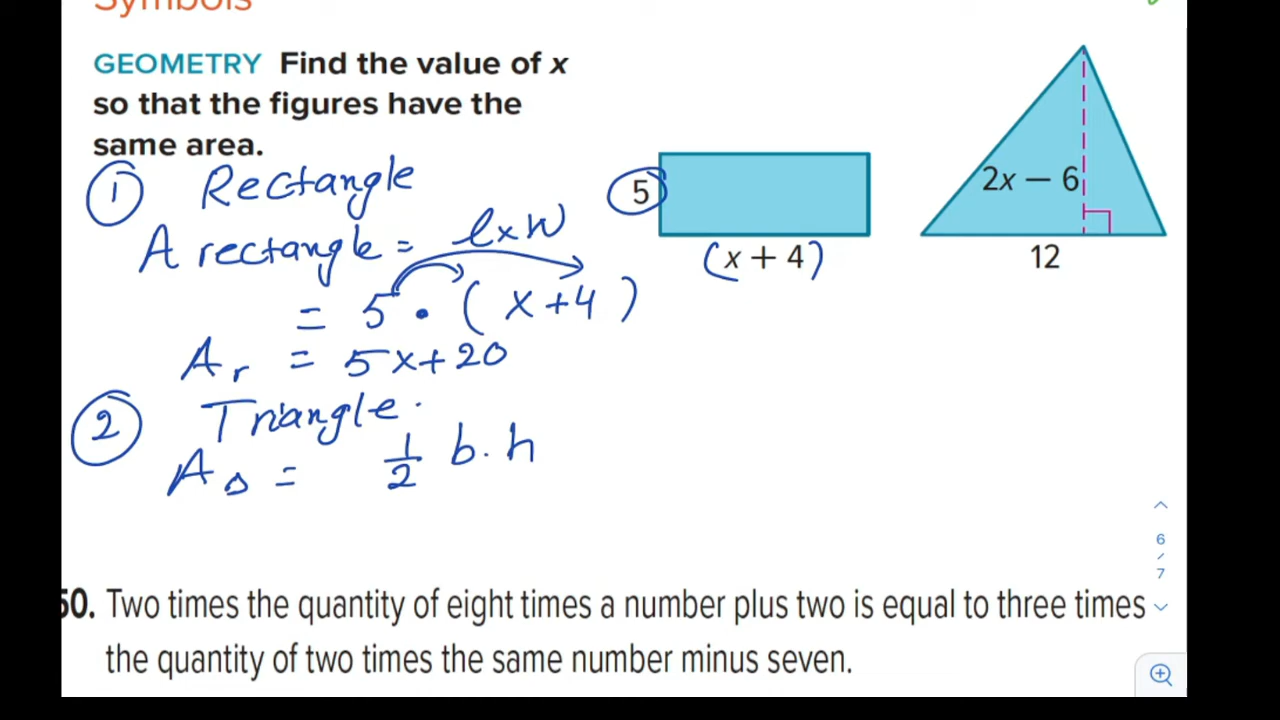 Symbols
GEOMETRY Find the value of x
so that the figures have the
same area.
1 Rectangle
A rectangle = l x W
= 5 • ( x + 4 )
Ar = 5x + 20
2 Triangle.
A△ = 1/2 b . h
5
(x + 4)
2x − 6
12
6
/
7
50. Two times the quantity of eight times a number plus two is equal to three times
the quantity of two times the same number minus seven.